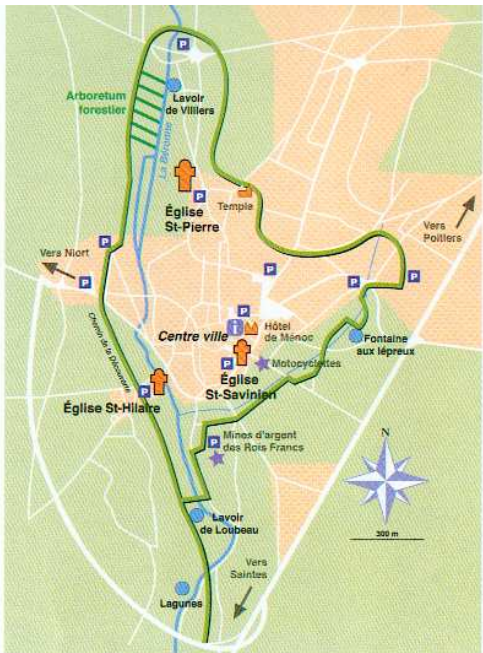 P
Arboretum
forestier
Lavoir
de Villiers
La Béronne
Église
St-Pierre
P
Temple
Vers
Poitiers
P
Vers Niort
P
P
P
P
P
Chemin de la Découverte
Centre ville
i
Hôtel
de Ménoc
Fontaine
aux lépreux
P
Motocyclettes
Église
St-Savinien
P
Église St-Hilaire
P
Mines d'argent
des Rois Francs
N
300 m
Lavoir
de Loubeau
Vers
Saintes
Lagunes